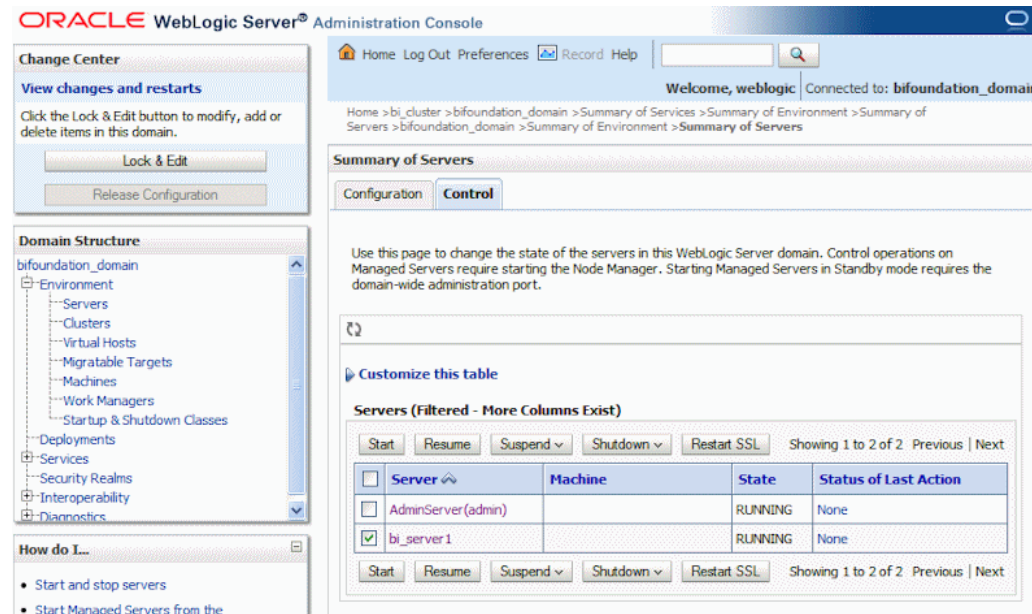 ORACLE WebLogic Server® Administration Console
Change Center
View changes and restarts
Click the Lock & Edit button to modify, add or
delete items in this domain.
Lock & Edit
Release Configuration
Domain Structure
bifoundation_domain
Environment
Servers
Clusters
Virtual Hosts
Migratable Targets
Machines
Work Managers
Startup & Shutdown Classes
Deployments
Services
Security Realms
Interoperability
Diagnostics
How do I...
Start and stop servers
Start Managed Servers from the
Home Log Out Preferences Record Help
Welcome, weblogic Connected to: bifoundation_domain
Home >bi_cluster >bifoundation_domain >Summary of Services >Summary of Environment >Summary of
Servers >bifoundation_domain >Summary of Environment >Summary of Servers
Summary of Servers
Configuration Control
Use this page to change the state of the servers in this WebLogic Server domain. Control operations on
Managed Servers require starting the Node Manager. Starting Managed Servers in Standby mode requires the
domain-wide administration port.
Customize this table
Servers (Filtered - More Columns Exist)
Start Resume Suspend Shutdown Restart SSL Showing 1 to 2 of 2 Previous | Next
Server Machine State Status of Last Action
AdminServer(admin) RUNNING None
bi_server1 RUNNING None
Start Resume Suspend Shutdown Restart SSL Showing 1 to 2 of 2 Previous | Next